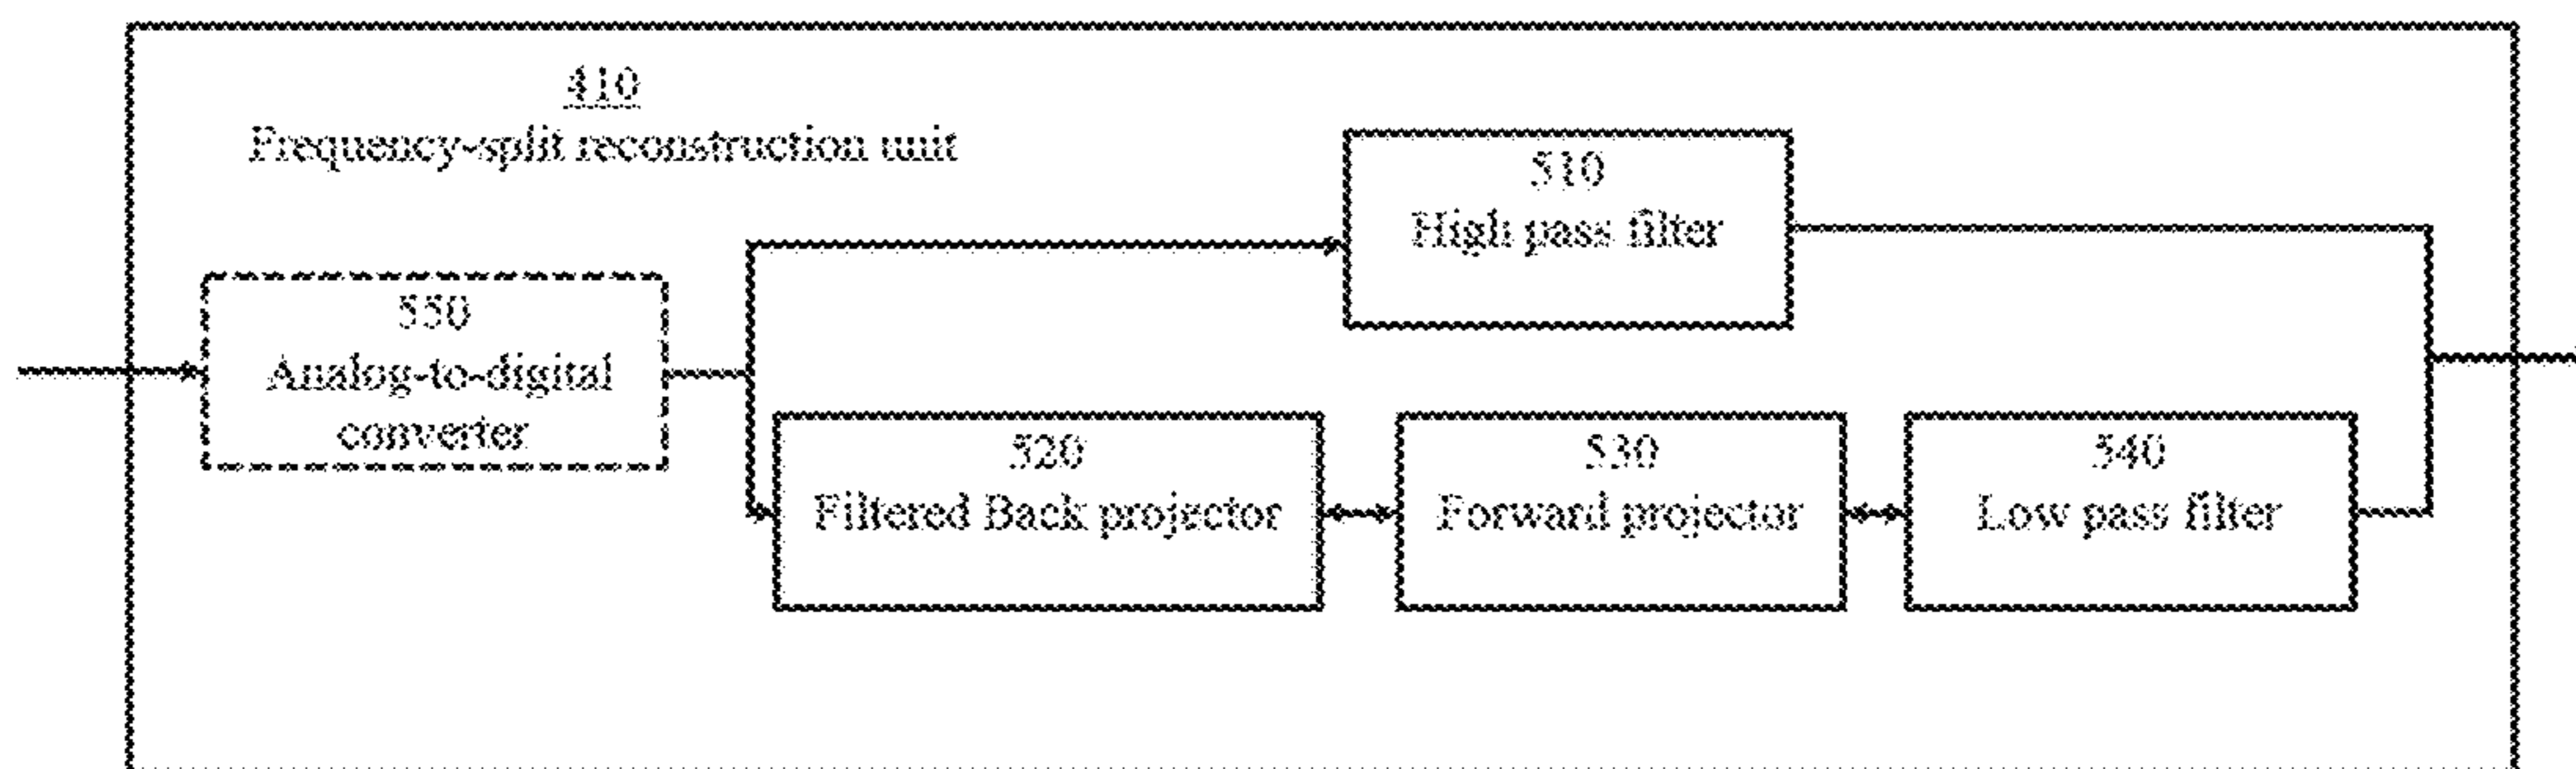 410
Frequency-split reconstruction unit
510
High pass filter
550
Analog-to-digital
converter
520
Filtered Back projector
530
Forward projector
540
Low pass filter